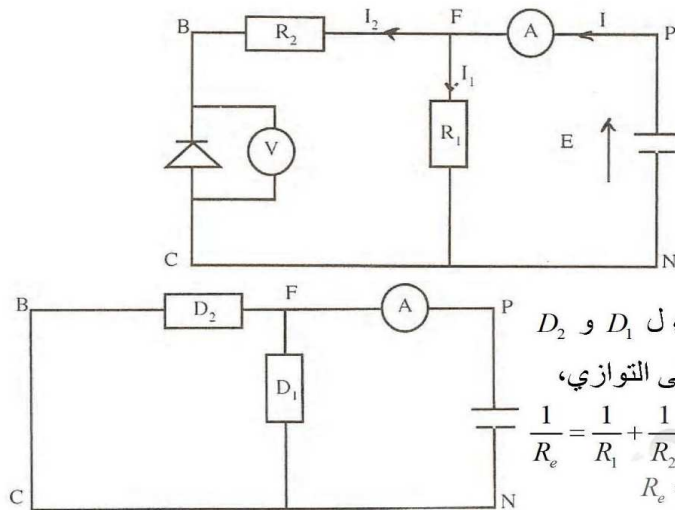 B R₂ I₂ F A I P
I₁
V R₁ E
C N
B D₂ F A P
D₁
C N
ل D₁ و D₂
التوازي،
1/Rₑ = 1/R₁ + 1/R₂
Rₑ